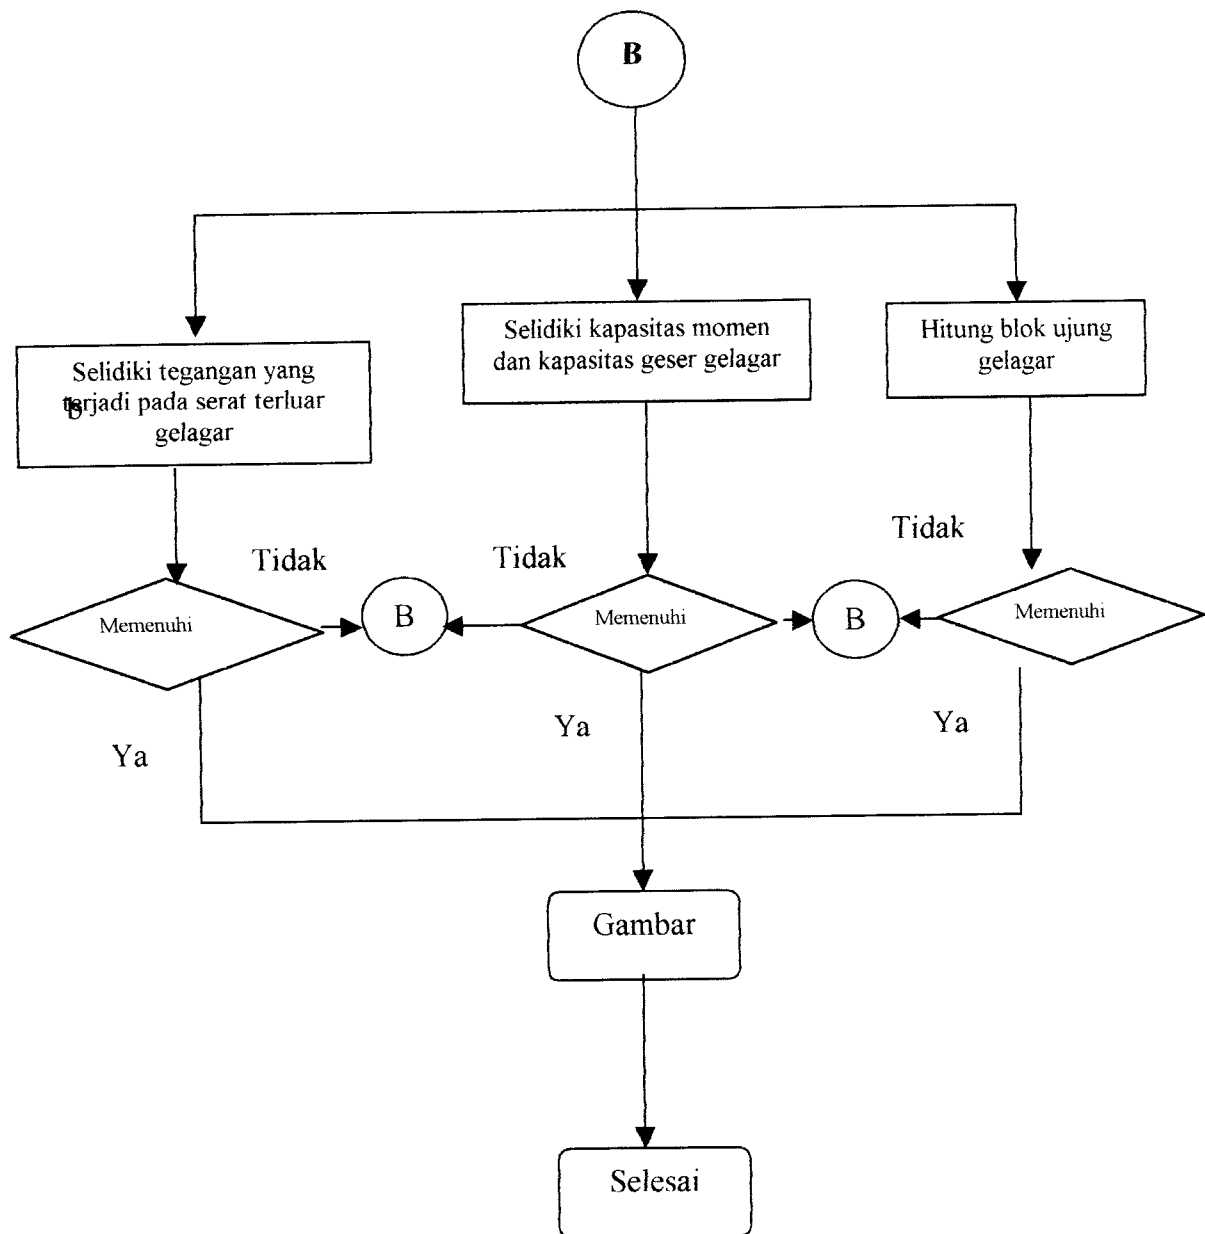 B
Selidiki tegangan yang
terjadi pada serat terluar
gelagar
B
Selidiki kapasitas momen
dan kapasitas geser gelagar
Hitung blok ujung
gelagar
Tidak
Tidak
Tidak
Memenuhi
B
Memenuhi
B
Memenuhi
Ya
Ya
Ya
Gambar
Selesai